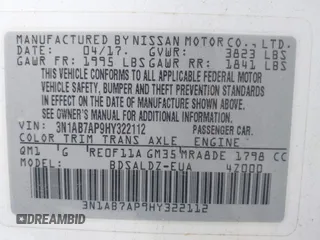 MANUFACTURED BY NISSAN MOTOR CO., LTD.
DATE 04/17. GVWR: 3823 LBS
GAWR FR: 1995 LBS GAWR RR: 1841 LBS
THIS VEHICLE CONFORMS TO ALL APPLICABLE FEDERAL MOTOR
VEHICLE SAFETY, BUMPER, AND THEFT PREVENTION STANDARDS
IN EFFECT ON THE DATE OF MANUFACTURE SHOWN ABOVE.
SEE OWNER'S MANUAL FOR ADDITIONAL INFORMATION
VIN: 3N1AB7AP9HY322112 PASSENGER CAR.
COLOR TRIM TRANS AXLE ENGINE
QM1 G RE0F11A GM35 MRA8DE 1798 CC
MODEL: BDSALDZ-EUA 47000
3N1AB7AP9HY322112
DREAMBID